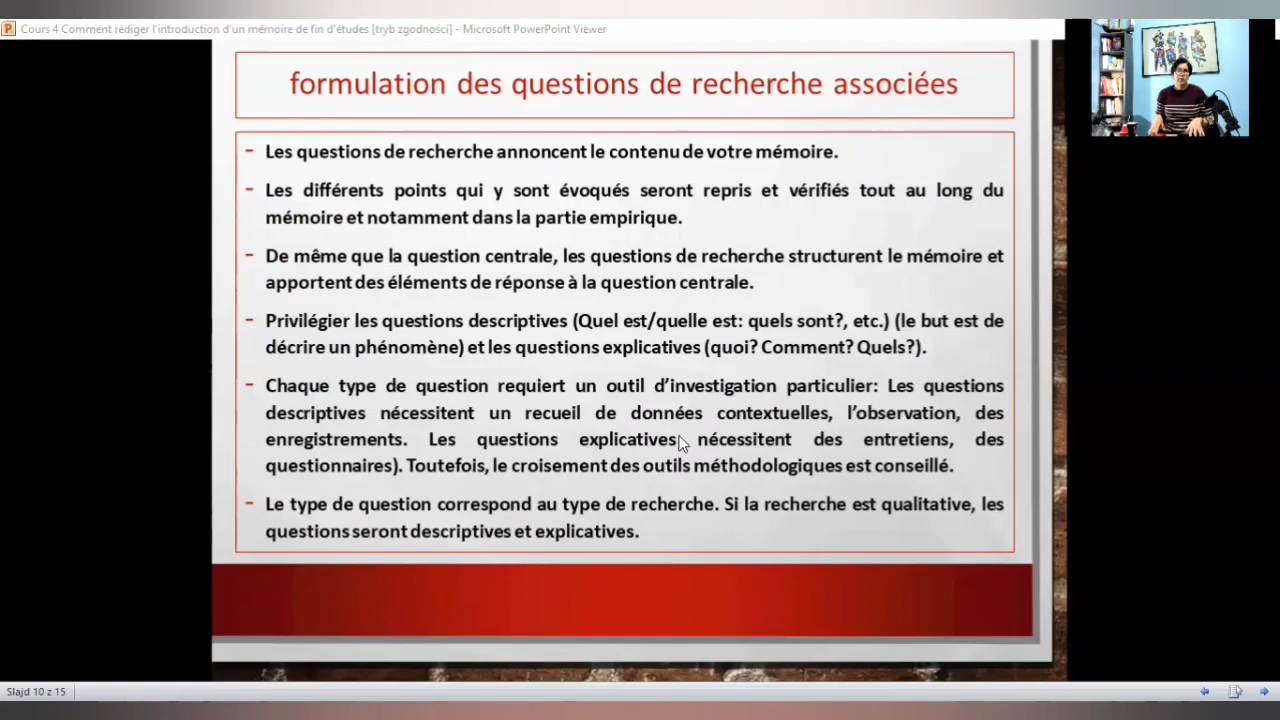 Cours 4 Comment rédiger l'introduction d'un mémoire de fin d'études [tryb zgodności] - Microsoft PowerPoint Viewer
formulation des questions de recherche associées
- Les questions de recherche annoncent le contenu de votre mémoire.
- Les différents points qui y sont évoqués seront repris et vérifiés tout au long du
mémoire et notamment dans la partie empirique.
- De même que la question centrale, les questions de recherche structurent le mémoire et
apportent des éléments de réponse à la question centrale.
- Privilégier les questions descriptives (Quel est/quelle est: quels sont?, etc.) (le but est de
décrire un phénomène) et les questions explicatives (quoi? Comment? Quels?).
- Chaque type de question requiert un outil d'investigation particulier: Les questions
descriptives nécessitent un recueil de données contextuelles, l'observation, des
enregistrements. Les questions explicatives nécessitent des entretiens, des
questionnaires). Toutefois, le croisement des outils méthodologiques est conseillé.
- Le type de question correspond au type de recherche. Si la recherche est qualitative, les
questions seront descriptives et explicatives.
Slajd 10 z 15